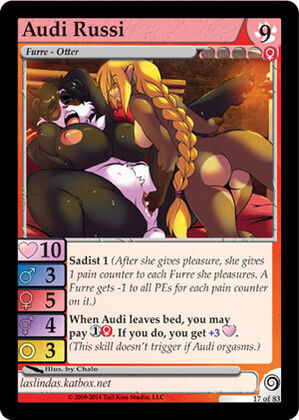 Audi Russi
9
Furre - Otter
10
3
5
4
3
Sadist 1 (After she gives pleasure, she gives
1 pain counter to each Furre she pleasures. A
Furre gets -1 to all PEs for each pain counter
on it.)
When Audi leaves bed, you may
pay 1 . If you do, you get +3 .
(This skill doesn't trigger if Audi orgasms.)
Illus. by Chalo
© 2009-2014 Tail Kiss Studio, LLC
laslindas.katbox.net
17 of 83